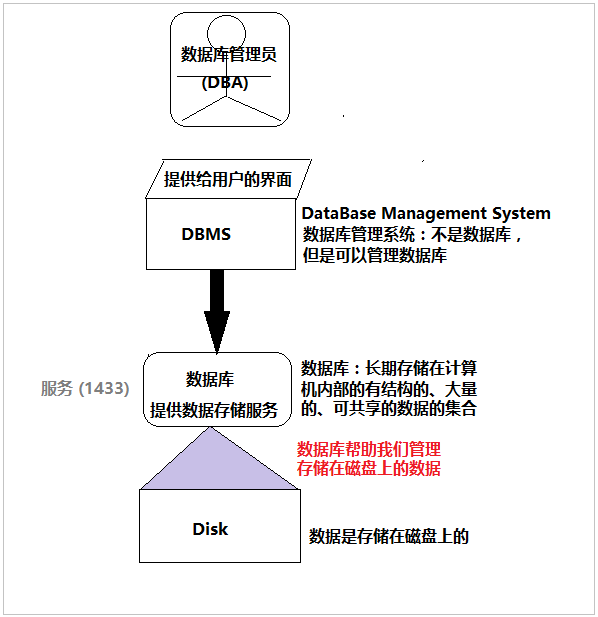 数据库管理员
(DBA)
提供给用户的界面
DBMS
DataBase Management System
数据库管理系统：不是数据库，
但是可以管理数据库
服务 (1433)
数据库
提供数据存储服务
数据库：长期存储在计算
机内部的有结构的、大量
的、可共享的数据的集合
数据库帮助我们管理
存储在磁盘上的数据
Disk
数据是存储在磁盘上的